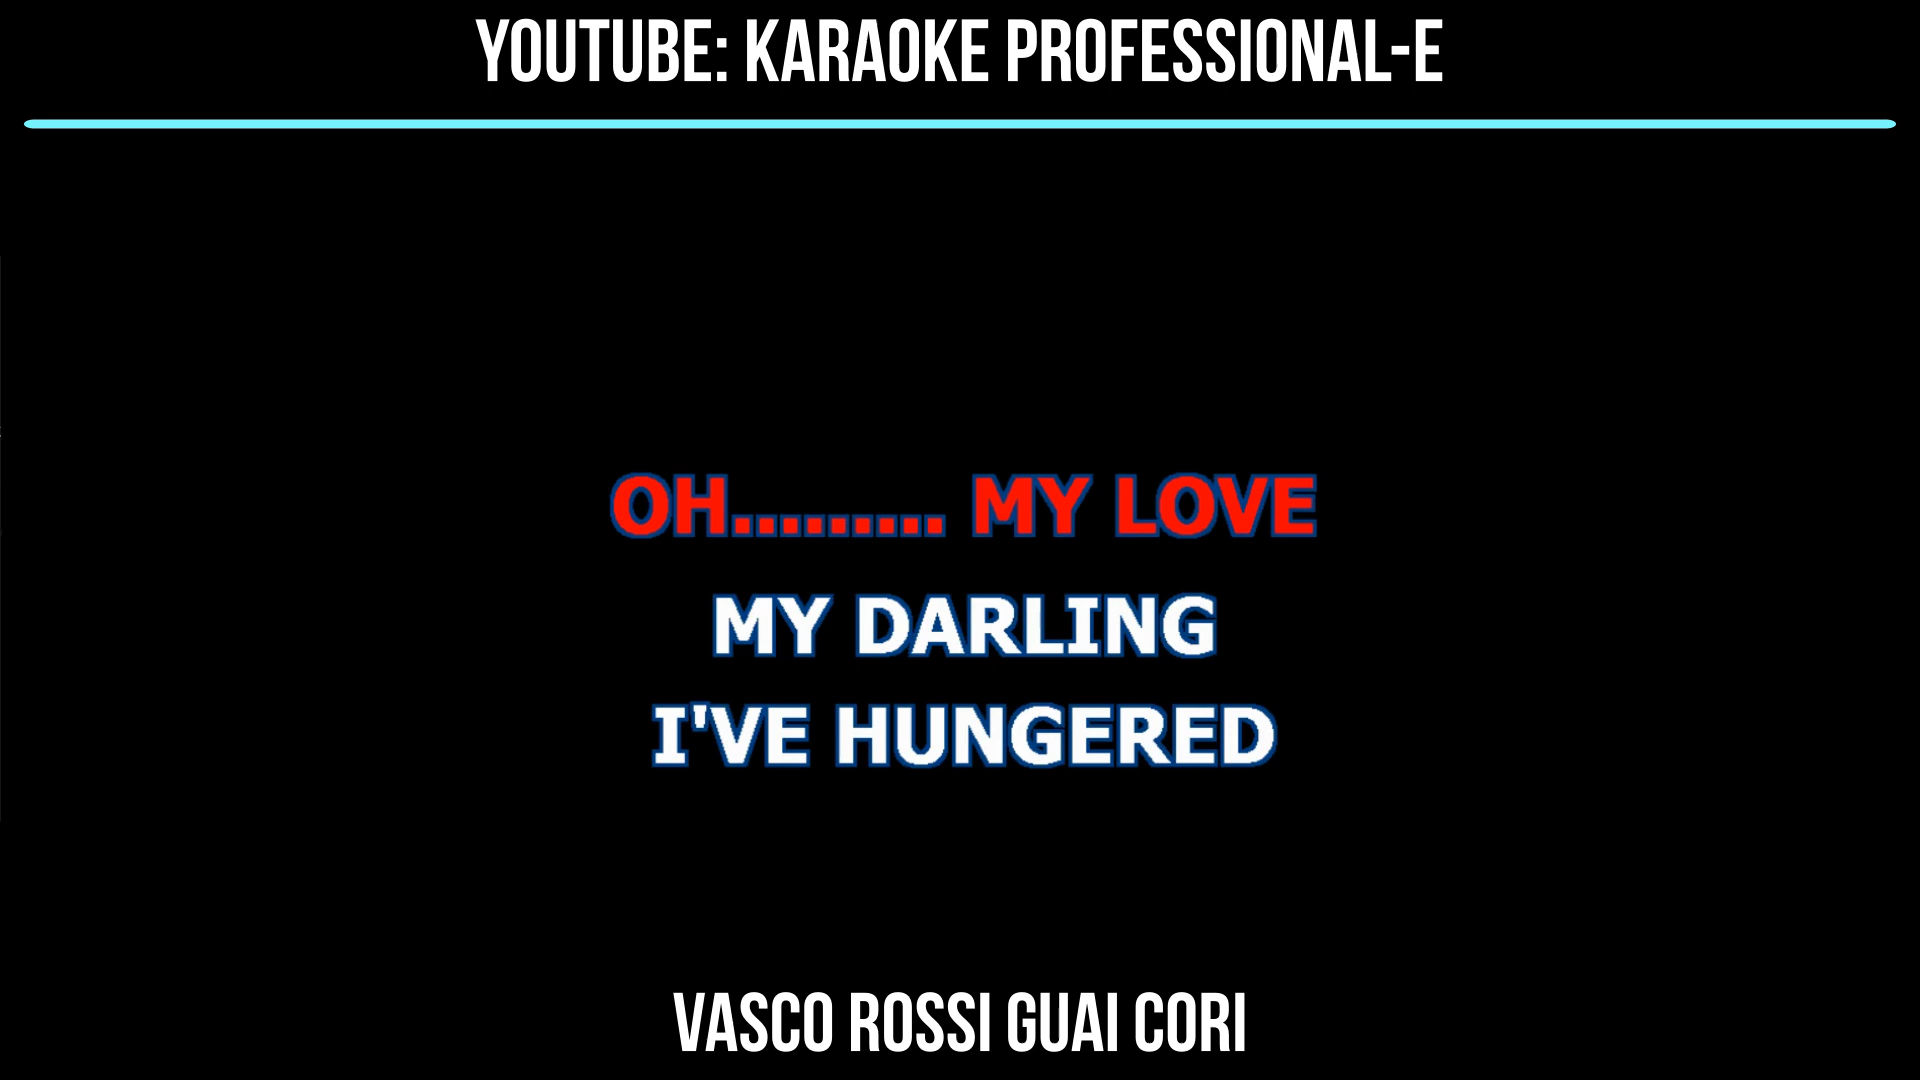 YOUTUBE: KARAOKE PROFESSIONAL-E
OH......... MY LOVE
MY DARLING
I'VE HUNGERED
VASCO ROSSI GUAI CORI